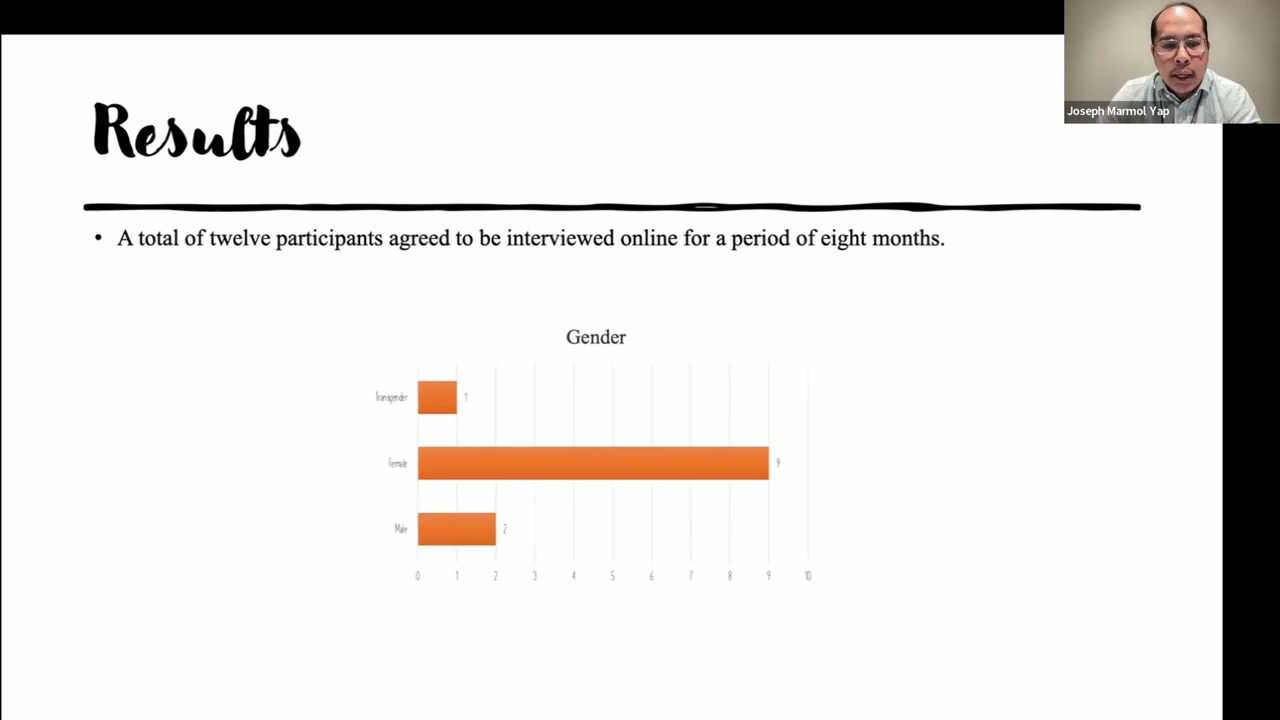 Results
Joseph Marmol Yap
• A total of twelve participants agreed to be interviewed online for a period of eight months.
Gender
Transgender 1
Female 9
Male 2
0 1 2 3 4 5 6 7 8 9 10